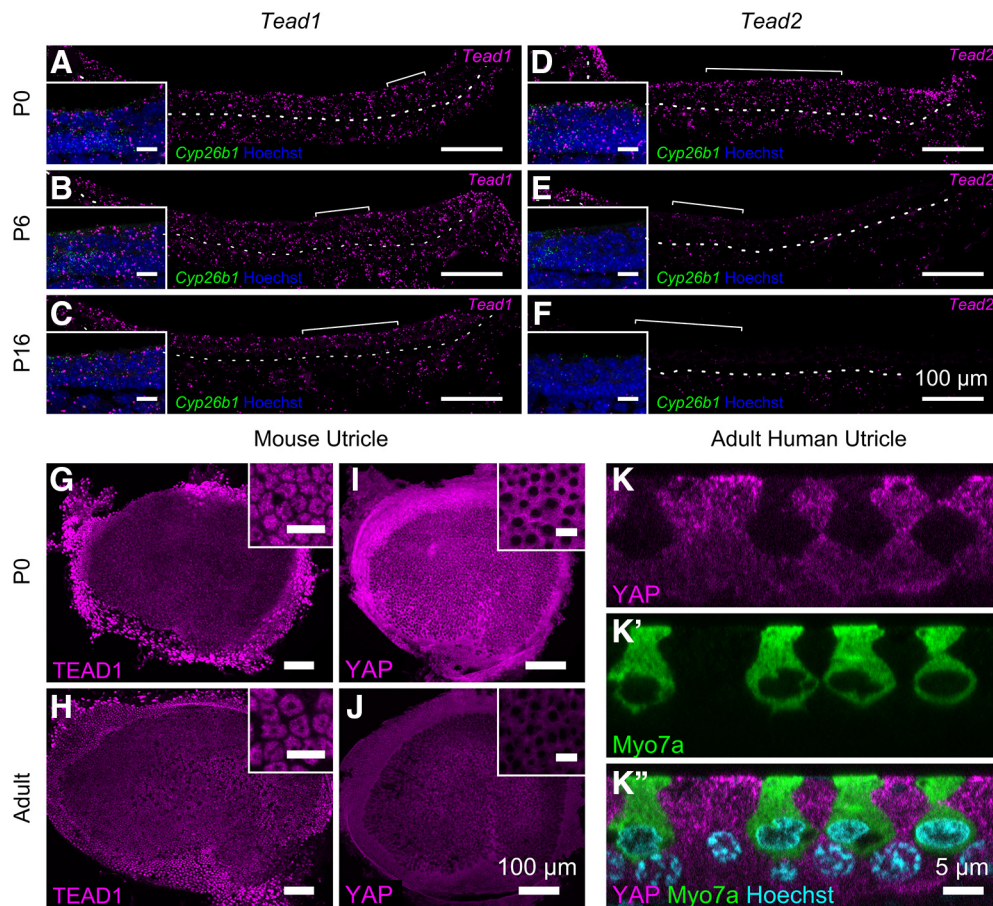 Tead1 Tead2
P0
A Tead1
Cyp26b1 Hoechst
D Tead2
Cyp26b1 Hoechst
P6
B Tead1
Cyp26b1 Hoechst
E Tead2
Cyp26b1 Hoechst
P16
C Tead1
Cyp26b1 Hoechst
F Tead2
100 µm
Cyp26b1 Hoechst
Mouse Utricle Adult Human Utricle
P0
G
TEAD1
I
YAP
Adult
H
TEAD1
J
100 µm
YAP
K
YAP
K'
Myo7a
K"
5 µm
YAP Myo7a Hoechst